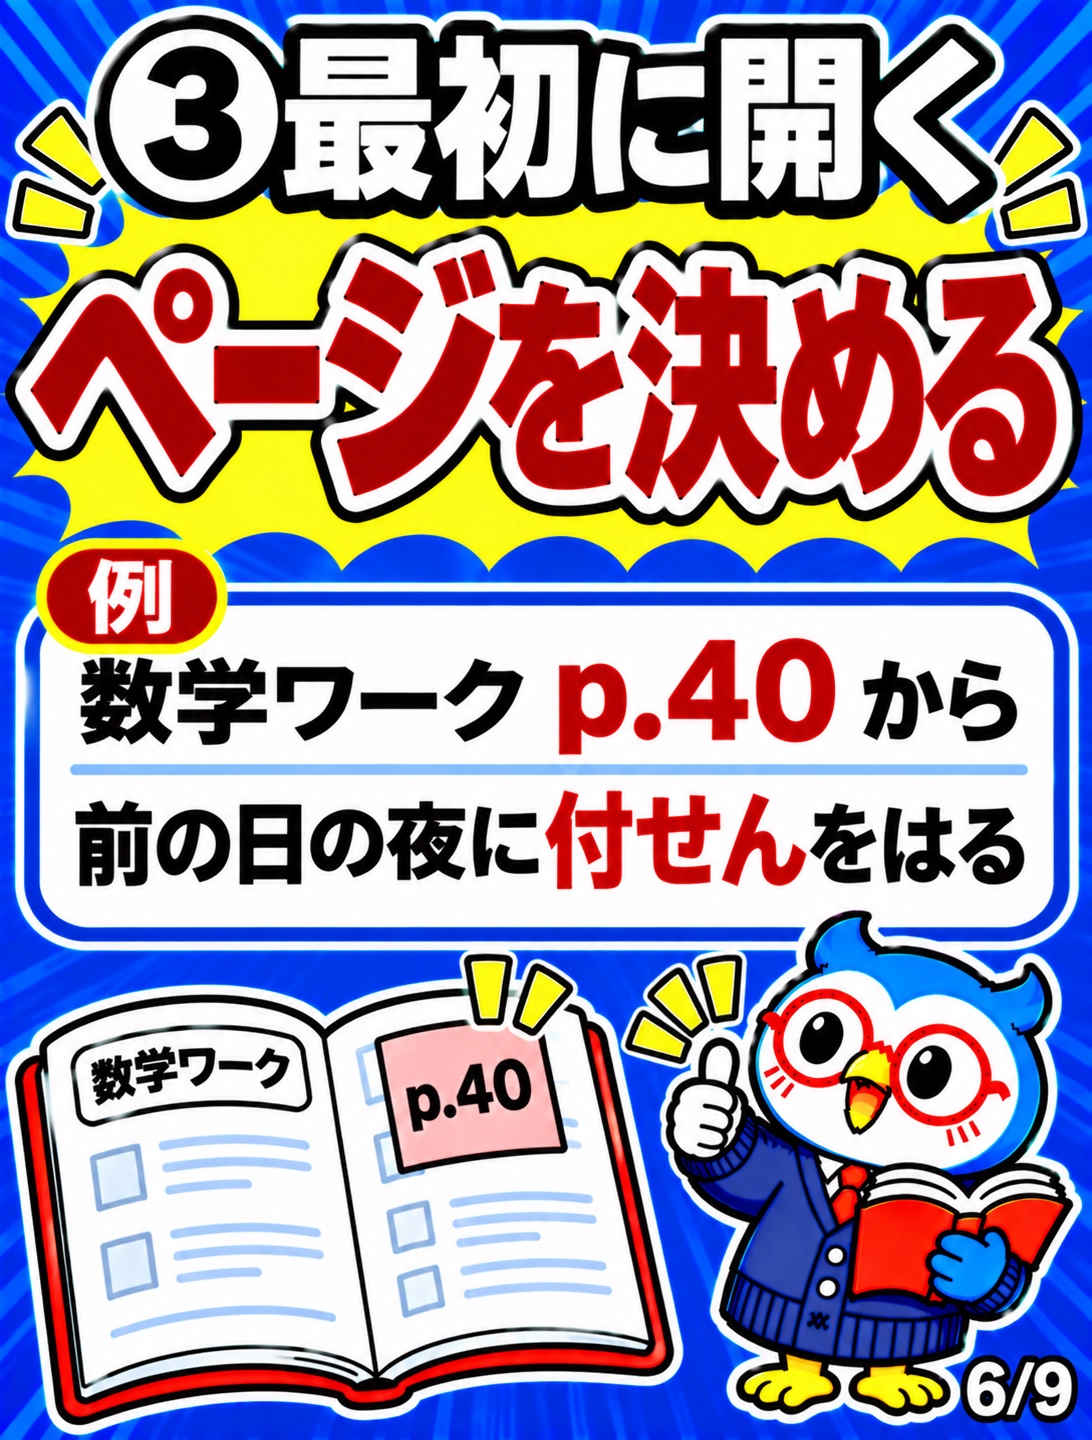 ③最初に開く
ページを決める
例
数学ワーク p.40 から
前の日の夜に付せんをはる
数学ワーク
p.40
6/9